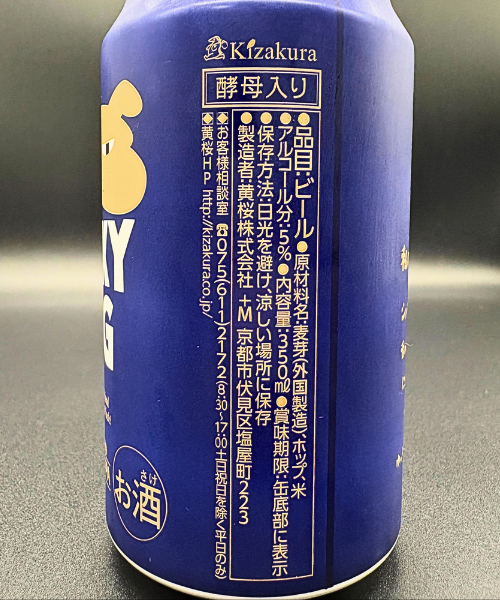 Kizakura
酵母入り
●品目:ビール●原材料名:麦芽(外国製造)、ホップ、米
●アルコール分:5%●内容量:350㎖●賞味期限:缶底部に表示
●保存方法:日光を避け、涼しい場所に保存
●製造者:黄桜株式会社 +M 京都市伏見区塩屋町223
◆お客様相談室 ☎075(611)2172(8:30~17:00土日祝日を除く平日のみ)
◆黄桜HP http://kizakura.co.jp/
KY
G
さけ
お酒